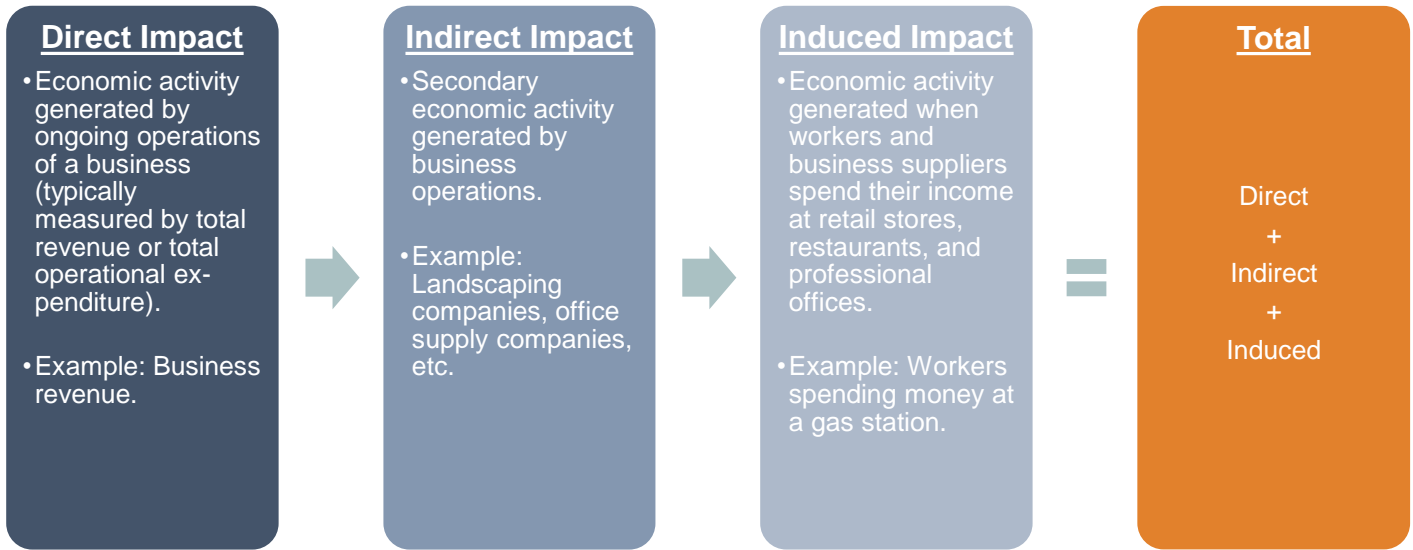 Direct Impact
•Economic activity
generated by
ongoing operations
of a business
(typically
measured by total
revenue or total
operational ex-
penditure).
•Example: Business
revenue.
Indirect Impact
•Secondary
economic activity
generated by
business
operations.
•Example:
Landscaping
companies, office
supply companies,
etc.
Induced Impact
•Economic activity
generated when
workers and
business suppliers
spend their income
at retail stores,
restaurants, and
professional
offices.
•Example: Workers
spending money at
a gas station.
Total
Direct
+
Indirect
+
Induced